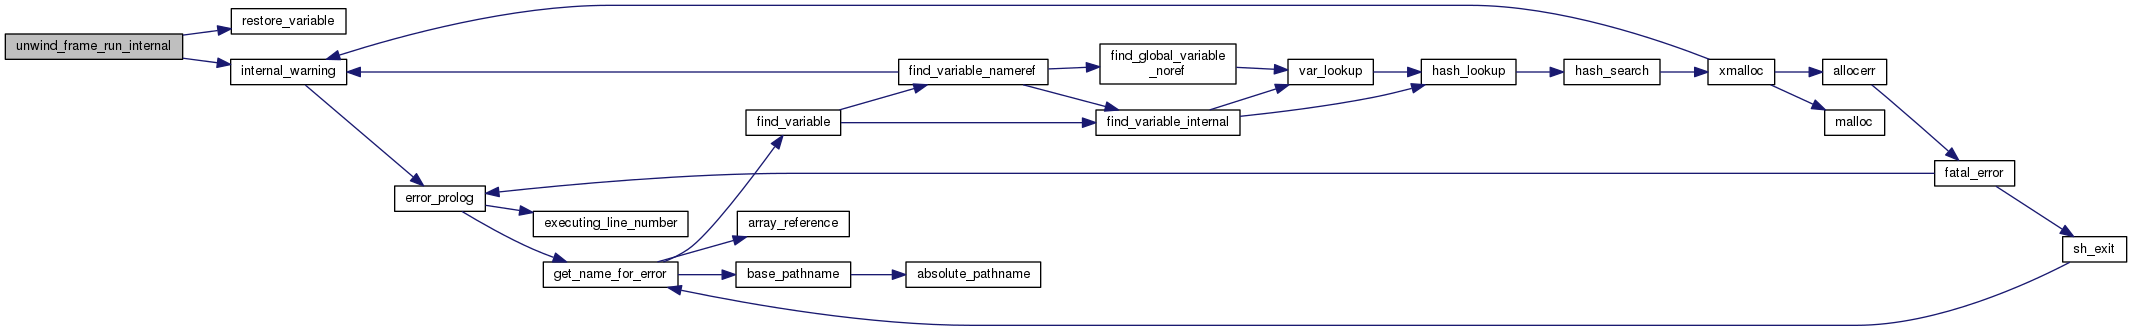 unwind_frame_run_internal
restore_variable
internal_warning
error_prolog
executing_line_number
get_name_for_error
find_variable
array_reference
base_pathname
absolute_pathname
find_variable_nameref
find_global_variable
_noref
find_variable_internal
var_lookup
hash_lookup
hash_search
xmalloc
allocerr
malloc
fatal_error
sh_exit